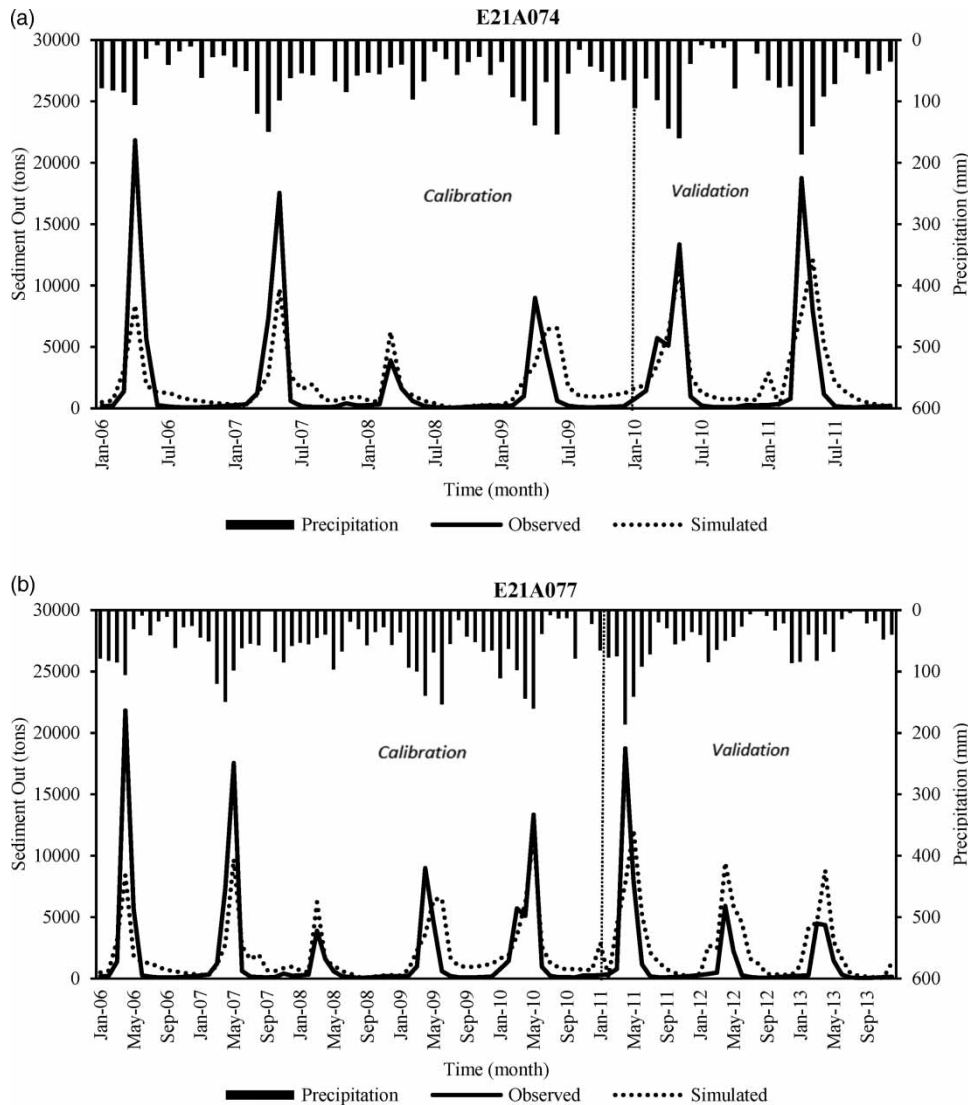 (a)
E21A074
30000
25000
20000
15000
10000
5000
0
Sediment Out (tons)
0
100
200
300
400
500
600
Precipitation (mm)
Calibration
Validation
Jan-06
Jul-06
Jan-07
Jul-07
Jan-08
Jul-08
Jan-09
Jul-09
Jan-10
Jul-10
Jan-11
Jul-11
Time (month)
Precipitation Observed Simulated
(b)
E21A077
30000
25000
20000
15000
10000
5000
0
Sediment Out (tons)
0
100
200
300
400
500
600
Precipitation (mm)
Calibration
Validation
Jan-06
May-06
Sep-06
Jan-07
May-07
Sep-07
Jan-08
May-08
Sep-08
Jan-09
May-09
Sep-09
Jan-10
May-10
Sep-10
Jan-11
May-11
Sep-11
Jan-12
May-12
Sep-12
Jan-13
May-13
Sep-13
Time (month)
Precipitation Observed Simulated